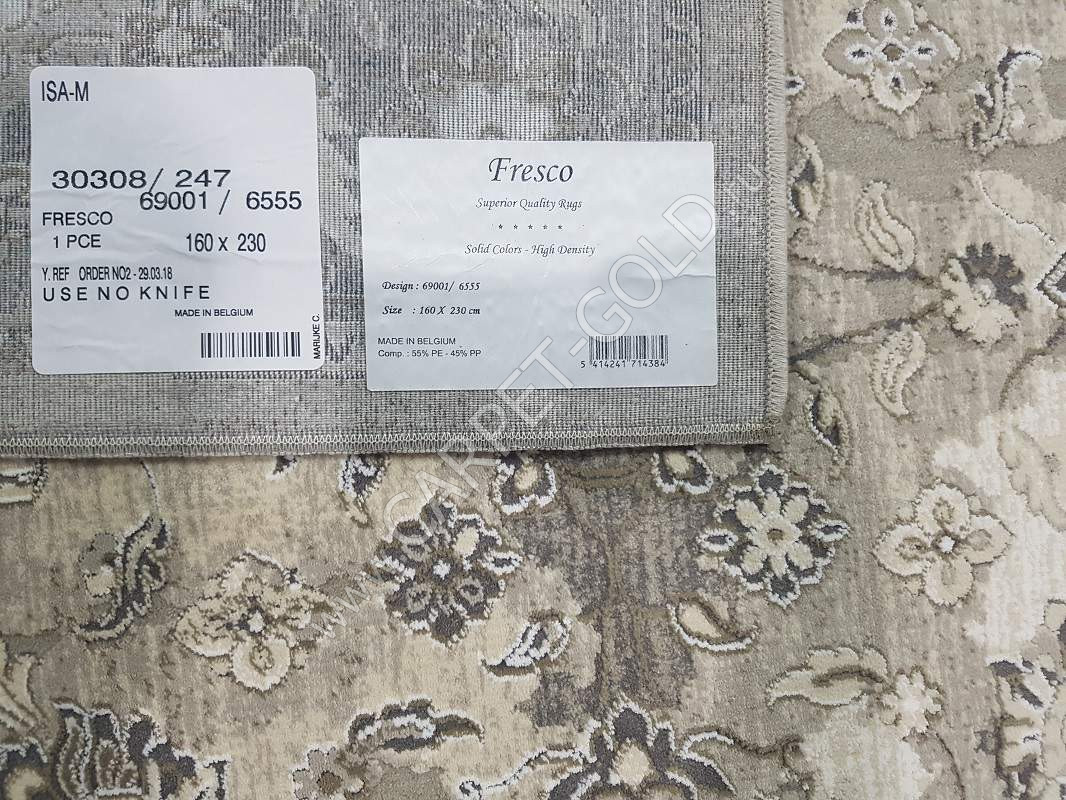 ISA-M
30308/ 247
69001 / 6555
FRESCO
1 PCE 160 x 230
Y. REF ORDER NO2 - 29.03.18
USE NO KNIFE
MADE IN BELGIUM
MARIJKE C.
Fresco
Superior Quality Rugs
* * * * *
Solid Colors - High Density
Design : 69001/ 6555
Size : 160 X 230 cm
MADE IN BELGIUM
Comp. : 55% PE - 45% PP
5 414241 714384
www.CARPET-GOLD.ru